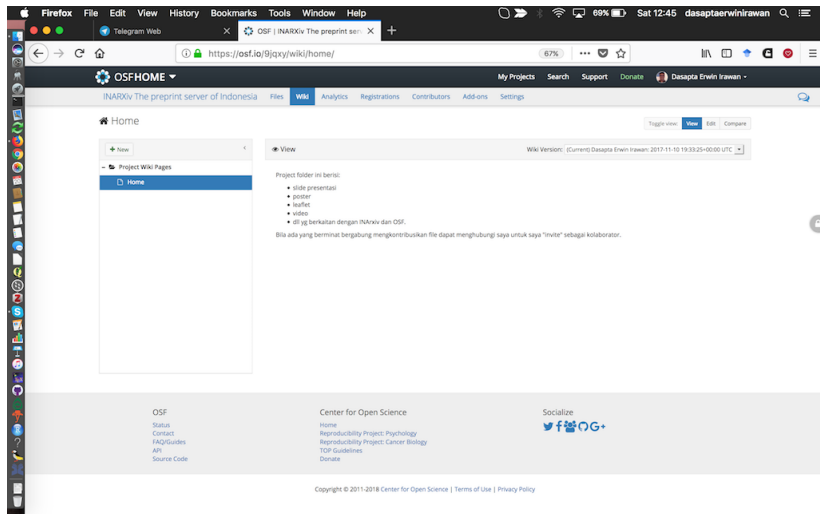 Firefox File Edit View History Bookmarks Tools Window Help 69% Sat 12:45 dasaptaerwinirawan
Telegram Web OSF | INARXiv The preprint serv
https://osf.io/9jqxy/wiki/home/ 67%
OSFHOME My Projects Search Support Donate Dasapta Erwin Irawan
INARXiv The preprint server of Indonesia Files Wiki Analytics Registrations Contributors Add-ons Settings
Home Toggle view: View Edit Compare
+ New View Wiki Version: (Current) Dasapta Erwin Irawan: 2017-11-10 19:33:25+00:00 UTC
Project Wiki Pages
Home
Project folder ini berisi:
• slide presentasi
• poster
• leaflet
• video
• dll yg berkaitan dengan INArxiv dan OSF.
Bila ada yang berminat bergabung mengkontribusikan file dapat menghubungi saya untuk saya "invite" sebagai kolaborator.
OSF Center for Open Science Socialize
Status Home
Contact Reproducibility Project: Psychology
FAQ/Guides Reproducibility Project: Cancer Biology
API TOP Guidelines
Source Code Donate
Copyright © 2011-2018 Center for Open Science | Terms of Use | Privacy Policy